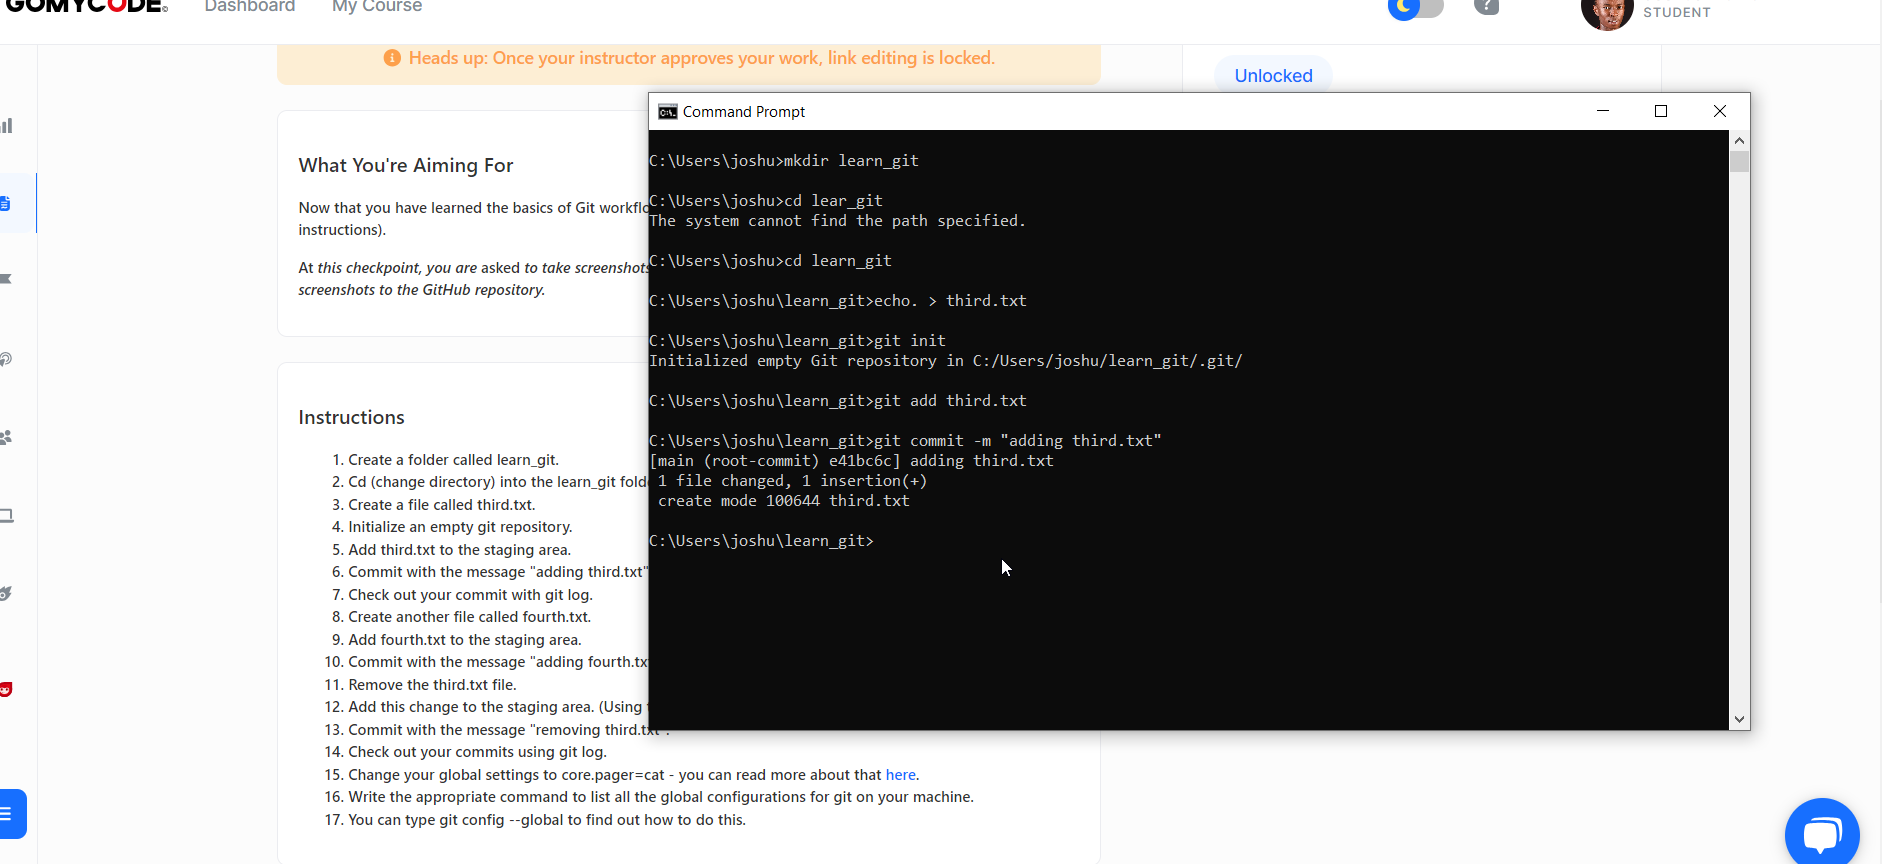 GOMYCODE
Dashboard
My Course
?
STUDENT
Heads up: Once your instructor approves your work, link editing is locked.
Unlocked
What You're Aiming For
Now that you have learned the basics of Git
instructions).
At this checkpoint, you are asked to take screenshots
screenshots to the GitHub repository.
Instructions
1. Create a folder called learn_git.
2. Cd (change directory) into the learn_git
3. Create a file called third.txt.
4. Initialize an empty git repository.
5. Add third.txt to the staging area.
6. Commit with the message "adding third.txt"
7. Check out your commit with git log.
8. Create another file called fourth.txt.
9. Add fourth.txt to the staging area.
10. Commit with the message "adding
11. Remove the third.txt file.
12. Add this change to the staging area. (Using
13. Commit with the message "removing third.txt".
14. Check out your commits using git log.
15. Change your global settings to core.pager=cat - you can read more about that here.
16. Write the appropriate command to list all the global configurations for git on your machine.
17. You can type git config --global to find out how to do this.
C:\. Command Prompt
C:\Users\joshu>mkdir learn_git
C:\Users\joshu>cd lear_git
The system cannot find the path specified.
C:\Users\joshu>cd learn_git
C:\Users\joshu\learn_git>echo. > third.txt
C:\Users\joshu\learn_git>git init
Initialized empty Git repository in C:/Users/joshu/learn_git/.git/
C:\Users\joshu\learn_git>git add third.txt
C:\Users\joshu\learn_git>git commit -m "adding third.txt"
[main (root-commit) e41bc6c] adding third.txt
1 file changed, 1 insertion(+)
create mode 100644 third.txt
C:\Users\joshu\learn_git>